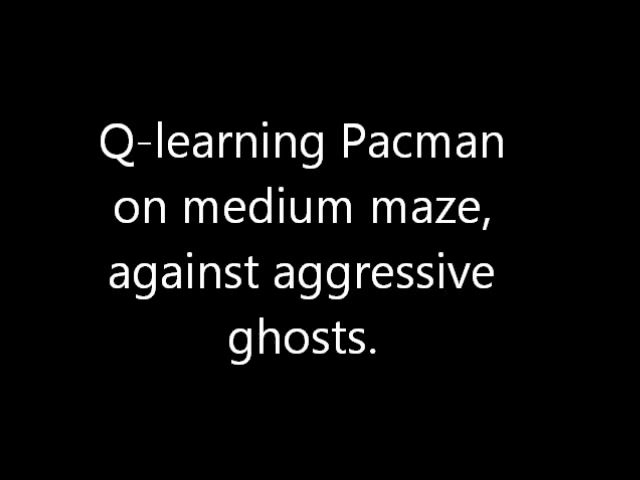 Q-learning Pacman
on medium maze,
against aggressive
ghosts.